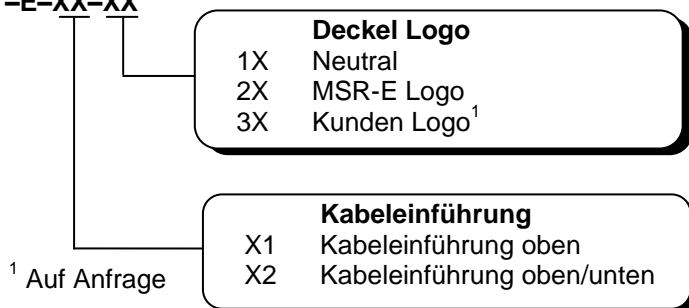 –E–XX–XX
Deckel Logo
1X Neutral
2X MSR-E Logo
3X Kunden Logo¹
Kabeleinführung
X1 Kabeleinführung oben
X2 Kabeleinführung oben/unten
¹ Auf Anfrage